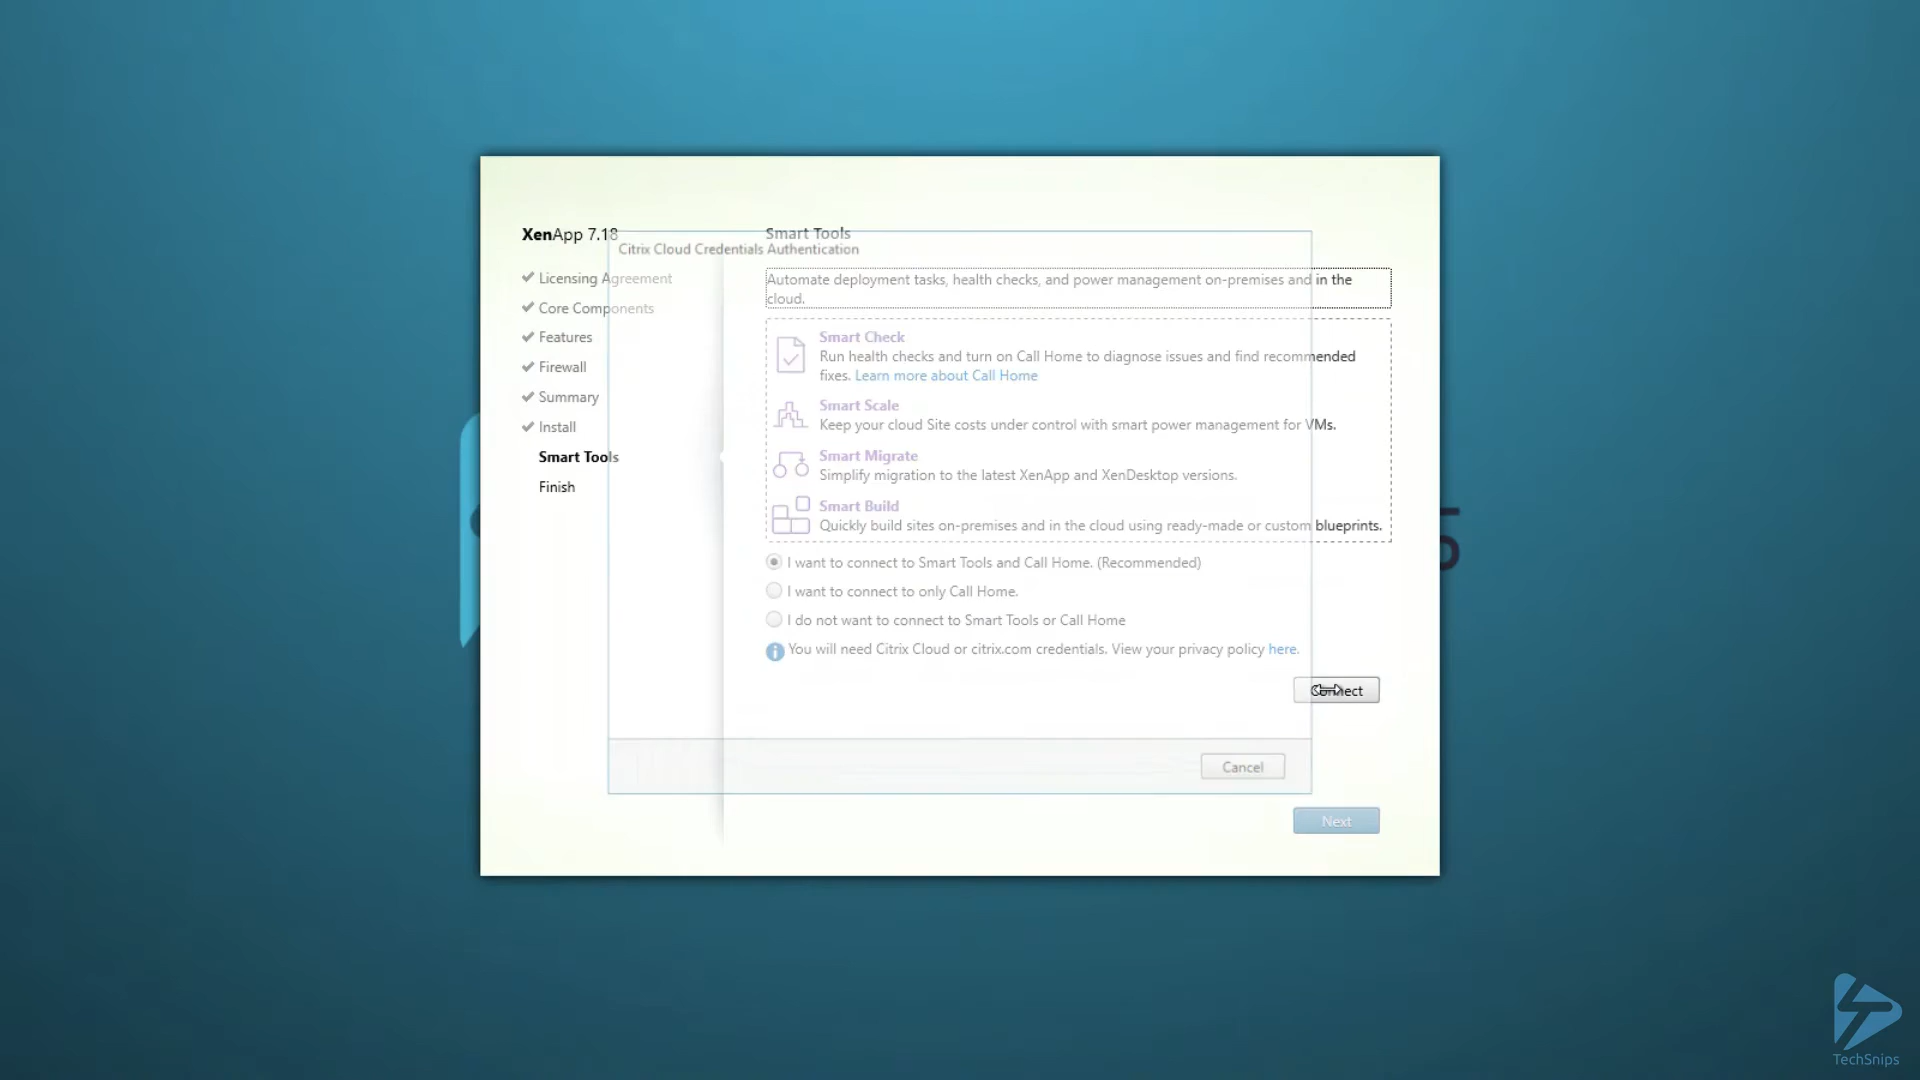 XenApp 7.18
Licensing Agreement
Core Components
Features
Firewall
Summary
Install
Smart Tools
Finish
Smart Tools
Citrix Cloud Credentials Authentication
Automate deployment tasks, health checks, and power management on-premises and in the
cloud.
Smart Check
Run health checks and turn on Call Home to diagnose issues and find recommended
fixes. Learn more about Call Home
Smart Scale
Keep your cloud Site costs under control with smart power management for VMs.
Smart Migrate
Simplify migration to the latest XenApp and XenDesktop versions.
Smart Build
Quickly build sites on-premises and in the cloud using ready-made or custom blueprints.
I want to connect to Smart Tools and Call Home. (Recommended)
I want to connect to only Call Home.
I do not want to connect to Smart Tools or Call Home
You will need Citrix Cloud or citrix.com credentials. View your privacy policy here.
Connect
Cancel
Next
TechSnips